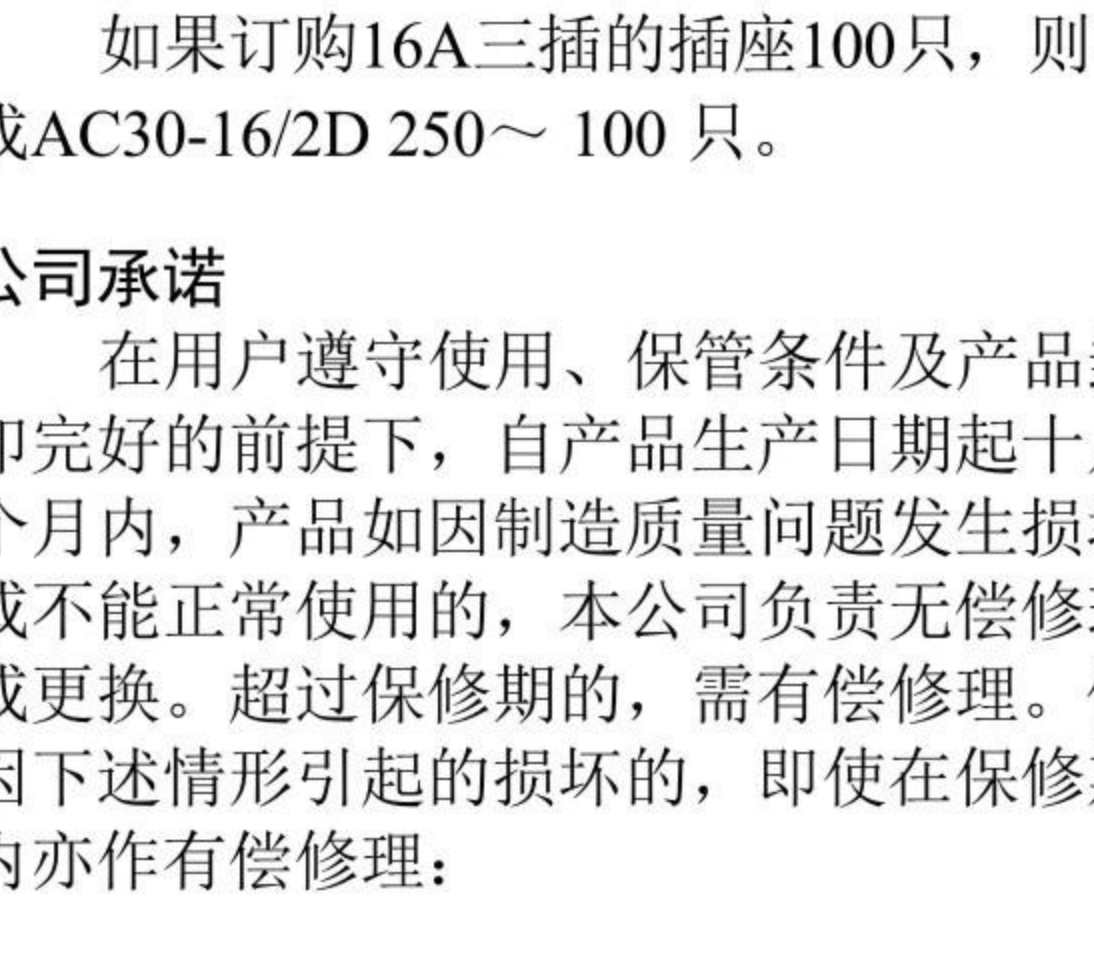 如果订购16A三插的插座100只，则
或AC30-16/2D 250～ 100 只。
公司承诺
在用户遵守使用、保管条件及产品
印完好的前提下，自产品生产日期起十
个月内，产品如因制造质量问题发生损坏
或不能正常使用的，本公司负责无偿修理
或更换。超过保修期的，需有偿修理。
因下述情形引起的损坏的，即使在保修期
内亦作有偿修理：